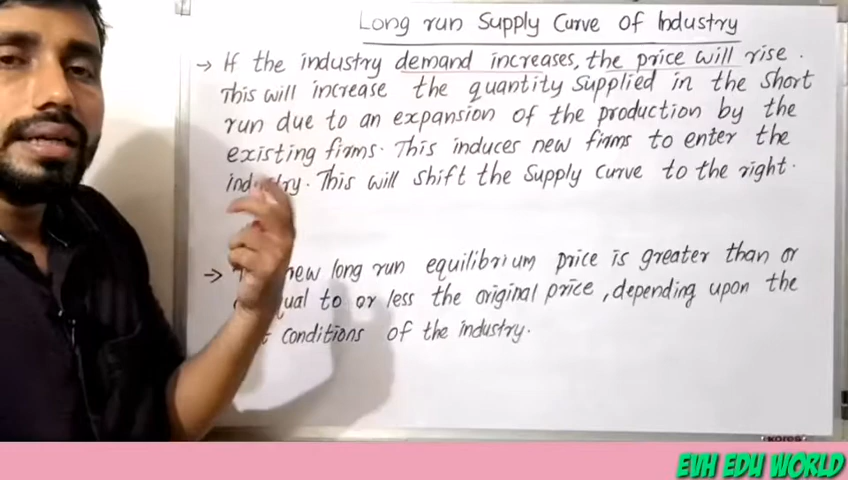 Long run Supply Curve of Industry
→ If the industry demand increases, the price will rise.
This will increase the quantity Supplied in the Short
run due to an expansion of the production by the
existing firms. This induces new firms to enter the
industry. This will shift the Supply Curve to the right.
→ new long run equilibrium price is greater than or
to or less the original price, depending upon the
conditions of the industry.
kores
EVH EDU WORLD